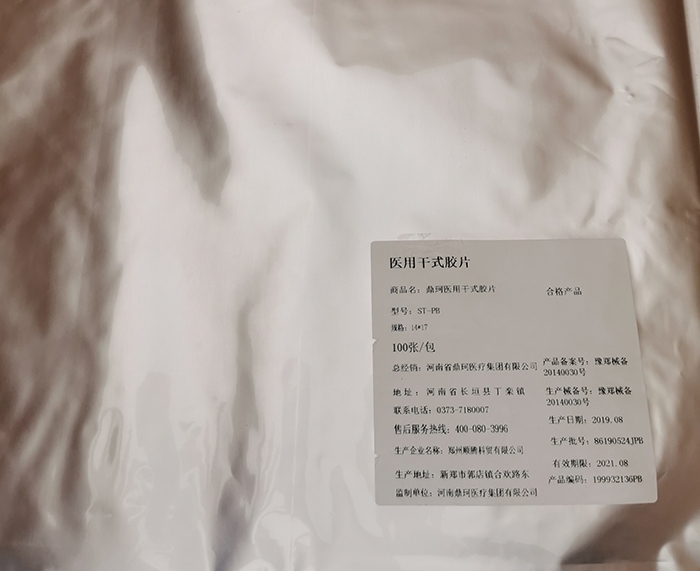 医用干式胶片
商品名：鼎珂医用干式胶片
合格产品
型号：ST-PB
规格：14*17
100张/包
总经销：河南省鼎珂医疗集团有限公司
产品备案号：豫郑械备
20140030号
地址：河南省长垣县丁栾镇
生产械备号：豫郑械备
20140030号
联系电话：0373-7180007
生产日期：2019.08
售后服务热线：400-080-3996
生产批号：86190524JPB
生产企业名称：郑州顺腾科贸有限公司
有效期限：2021.08
生产地址：新郑市郭店镇合欢路东
产品编码：199932136PB
监制单位：河南鼎珂医疗集团有限公司